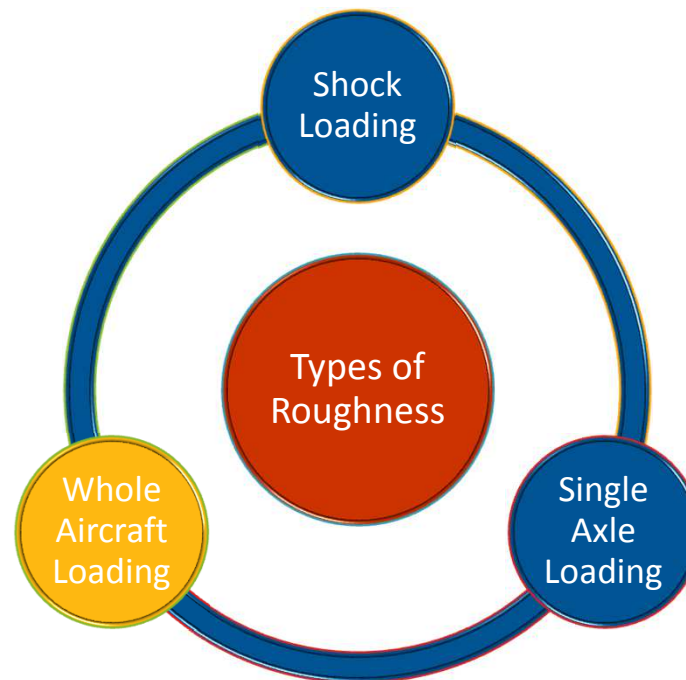 Shock
Loading
Types of
Roughness
Whole
Aircraft
Loading
Single
Axle
Loading